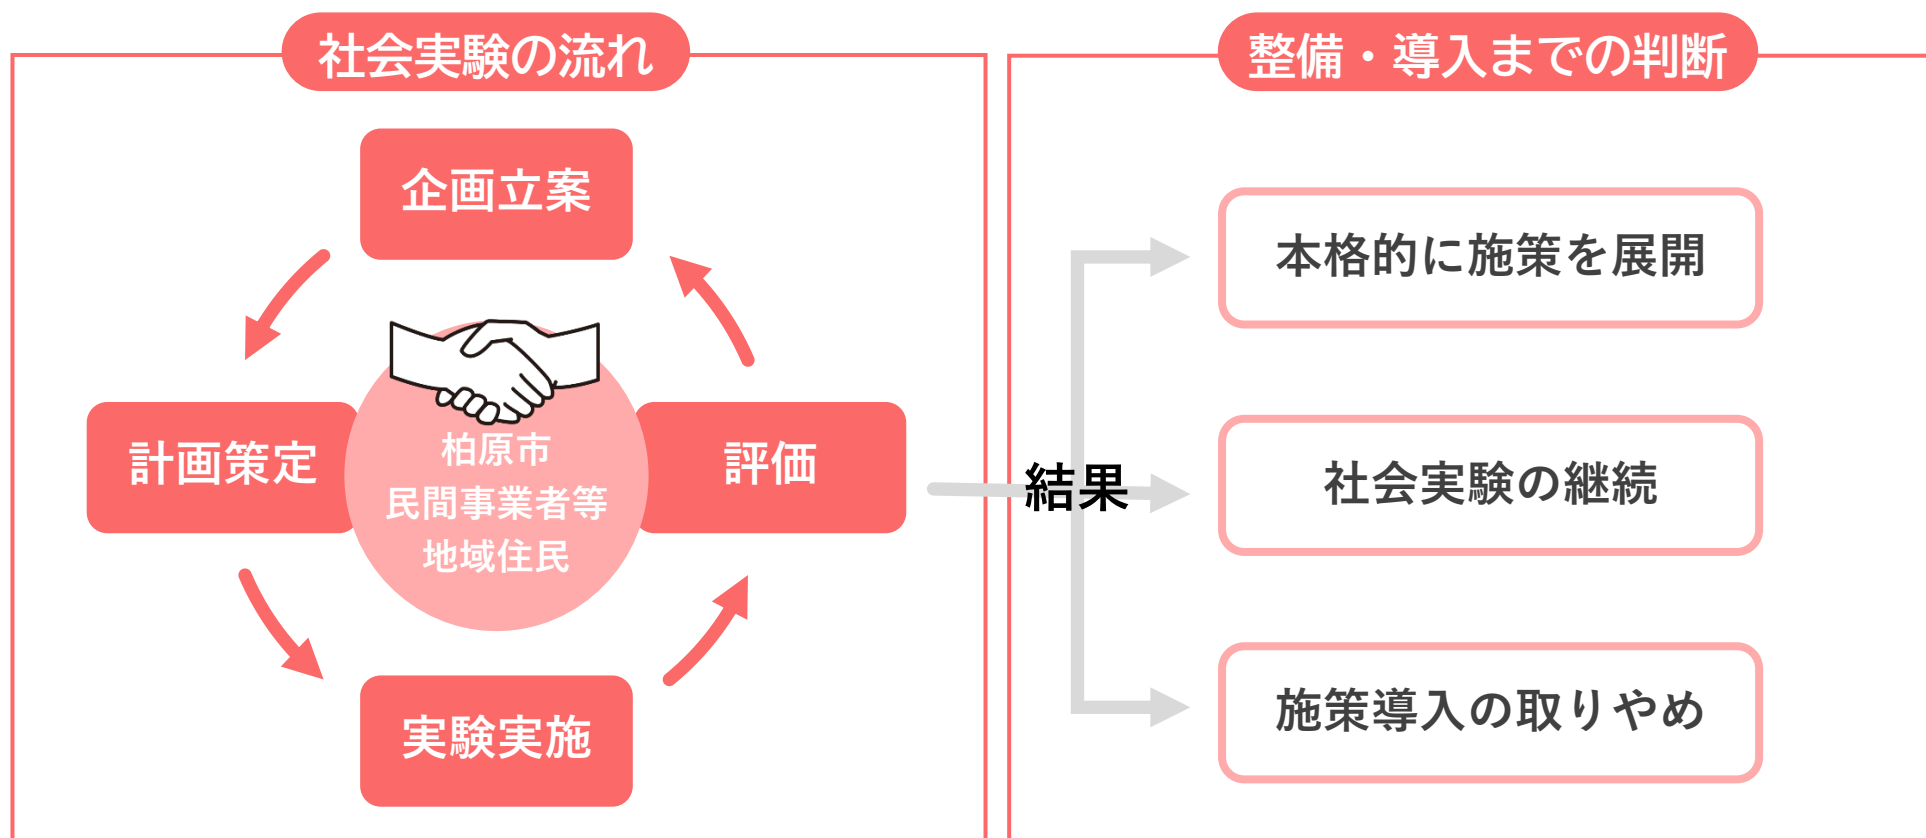 社会実験の流れ
企画立案
計画策定
柏原市
民間事業者等
地域住民
評価
実験実施
結果
整備・導入までの判断
本格的に施策を展開
社会実験の継続
施策導入の取りやめ